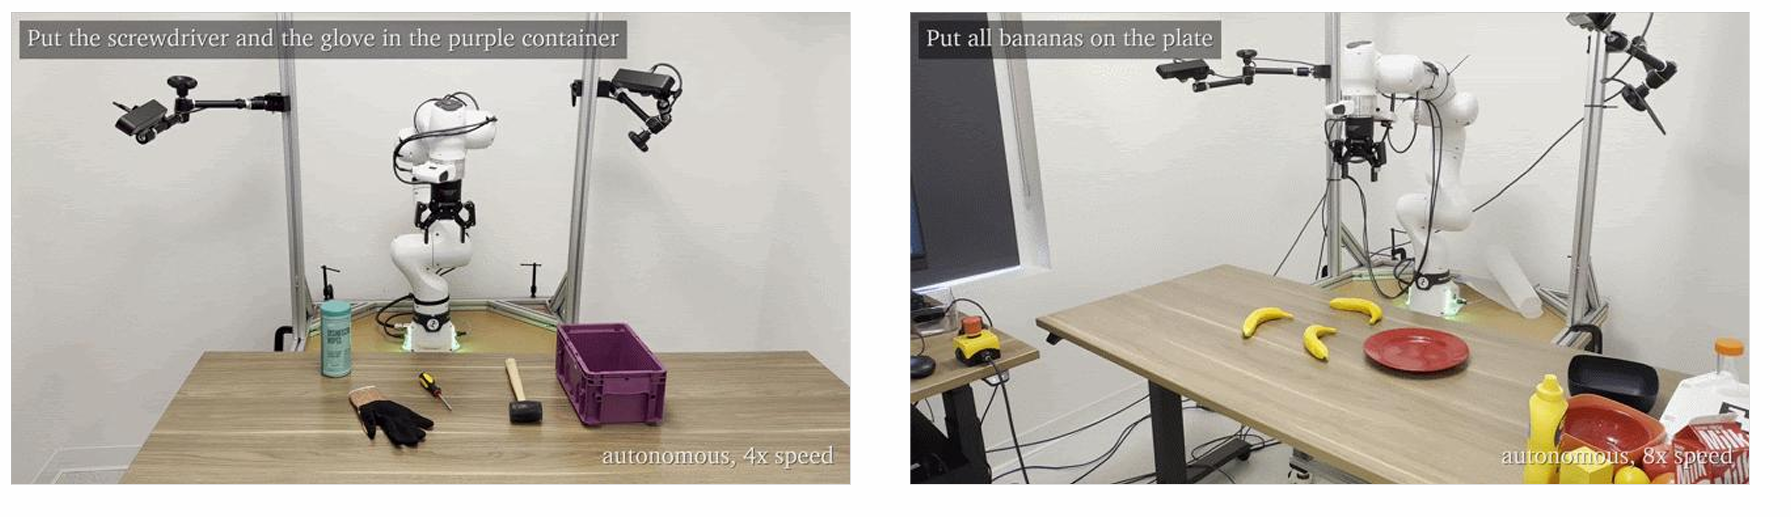 Put the screwdriver and the glove in the purple container
autonomous, 4x speed
Put all bananas on the plate
autonomous, 8x speed
Milk